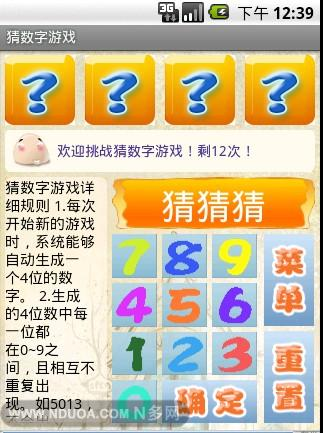 3G 下午 12:39
猜数字游戏
? ? ? ?
欢迎挑战猜数字游戏！剩12次！
猜数字游戏详
细规则 1.每次
开始新的游戏
时，系统能够
自动生成一
个4位的数
字。 2.生成
的4位数中每
一位都
在0~9之
间，且相互不
重复出
现。如5013
猜猜猜
7 8 9
4 5 6
1 2 3
0 确定
菜单
重置
WWW.NDUOA.COM N多网